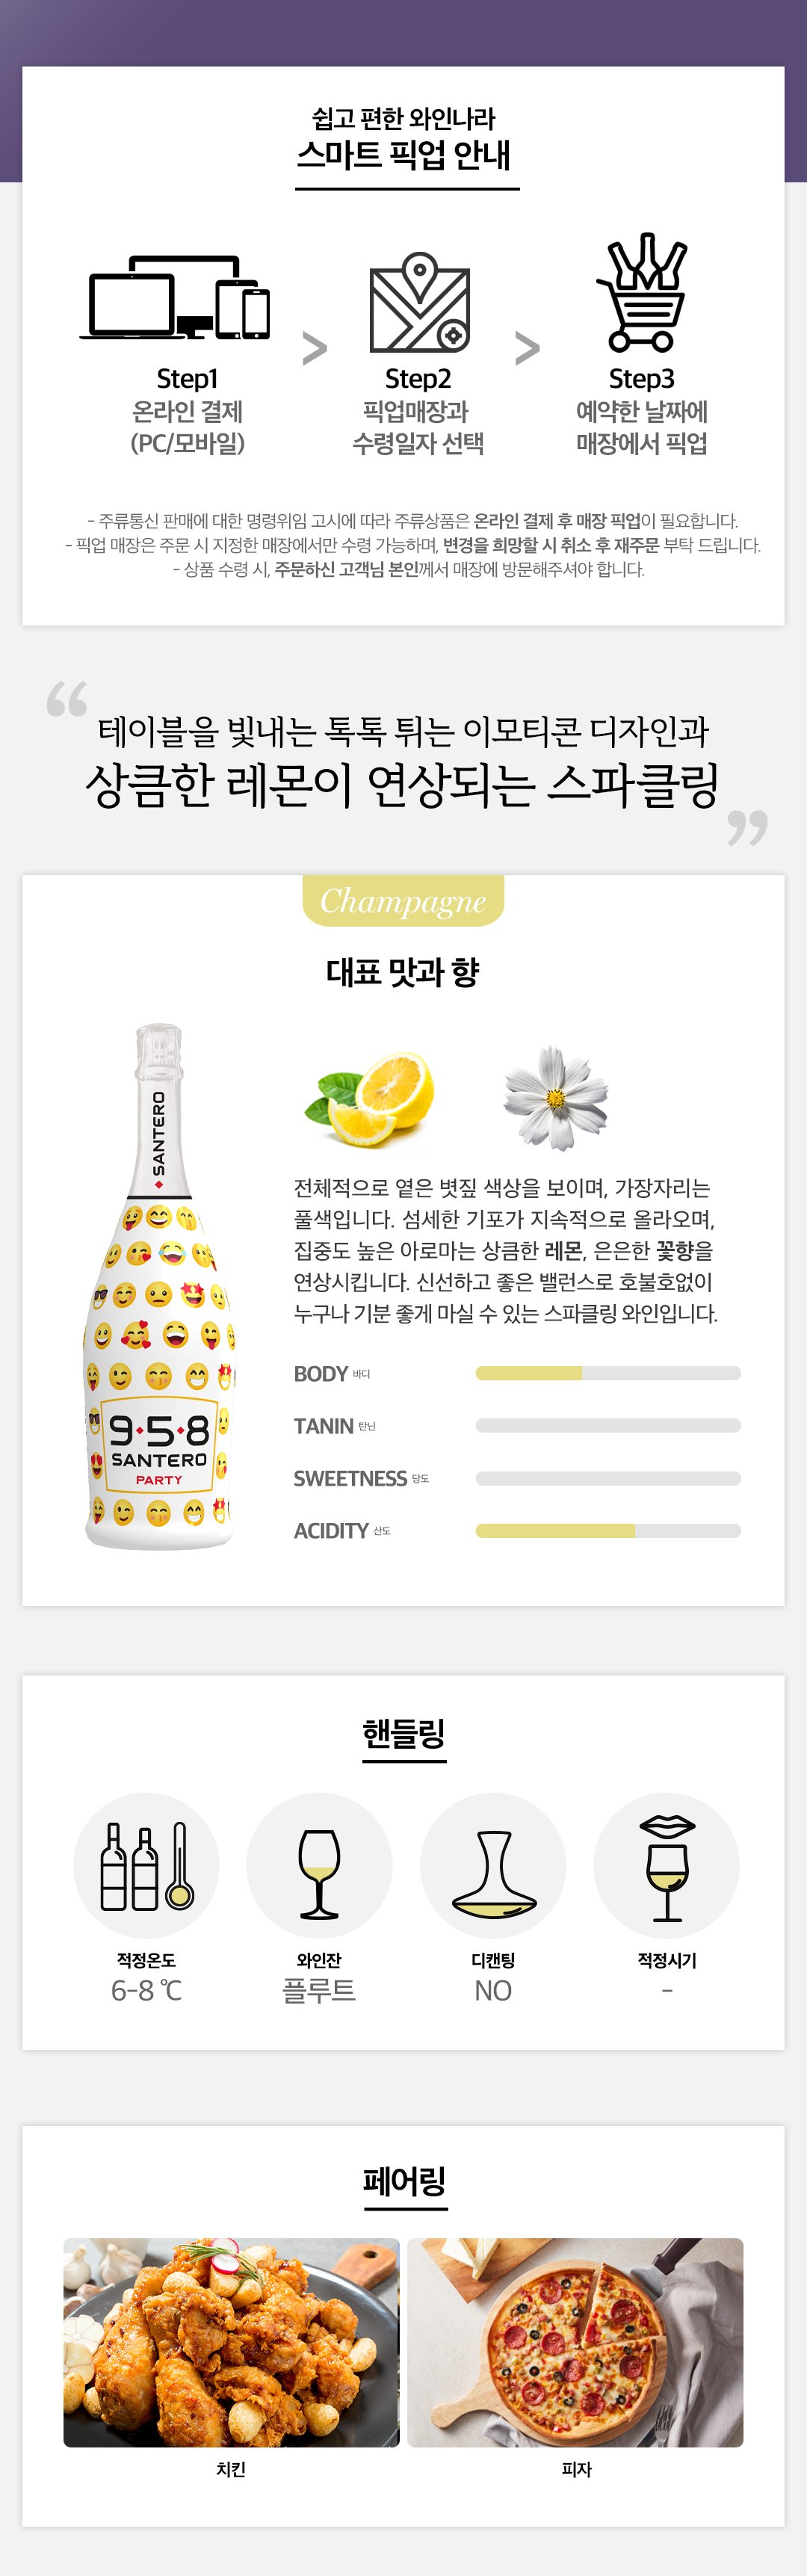 쉽고 편한 와인나라
스마트 픽업 안내
Step1
온라인 결제
(PC/모바일)
>
Step2
픽업매장과
수령일자 선택
>
Step3
예약한 날짜에
매장에서 픽업
- 주류통신 판매에 대한 명령위임 고시에 따라 주류상품은 온라인 결제 후 매장 픽업이 필요합니다.
- 픽업 매장은 주문 시 지정한 매장에서만 수령 가능하며, 변경을 희망할 시 취소 후 재주문 부탁 드립니다.
- 상품 수령 시, 주문하신 고객님 본인께서 매장에 방문해주셔야 합니다.
“ 테이블을 빛내는 톡톡 튀는 이모티콘 디자인과
상큼한 레몬이 연상되는 스파클링 ”
Champagne
대표 맛과 향
SANTERO
9·5·8
SANTERO
PARTY
전체적으로 옅은 볏짚 색상을 보이며, 가장자리는
풀색입니다. 섬세한 기포가 지속적으로 올라오며,
집중도 높은 아로마는 상큼한 레몬, 은은한 꽃향을
연상시킵니다. 신선하고 좋은 밸런스로 호불호없이
누구나 기분 좋게 마실 수 있는 스파클링 와인입니다.
BODY 바디
TANIN 탄닌
SWEETNESS 당도
ACIDITY 산도
핸들링
적정온도
6-8 ℃
와인잔
플루트
디캔팅
NO
적정시기
-
페어링
치킨
피자